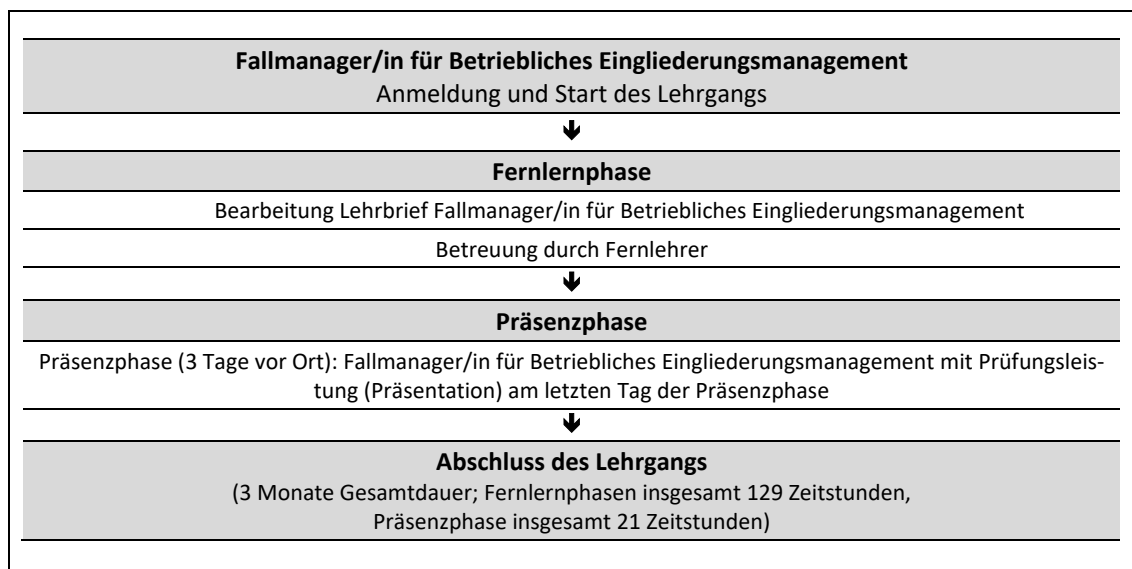 Fallmanager/in für Betriebliches Eingliederungsmanagement
Anmeldung und Start des Lehrgangs
Fernlernphase
Bearbeitung Lehrbrief Fallmanager/in für Betriebliches Eingliederungsmanagement
Betreuung durch Fernlehrer
Präsenzphase
Präsenzphase (3 Tage vor Ort): Fallmanager/in für Betriebliches Eingliederungsmanagement mit Prüfungsleis-
tung (Präsentation) am letzten Tag der Präsenzphase
Abschluss des Lehrgangs
(3 Monate Gesamtdauer; Fernlernphasen insgesamt 129 Zeitstunden,
Präsenzphase insgesamt 21 Zeitstunden)